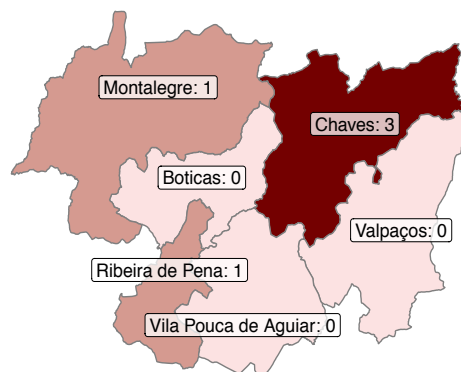 Montalegre: 1
Chaves: 3
Boticas: 0
Valpaços: 0
Ribeira de Pena: 1
Vila Pouca de Aguiar: 0